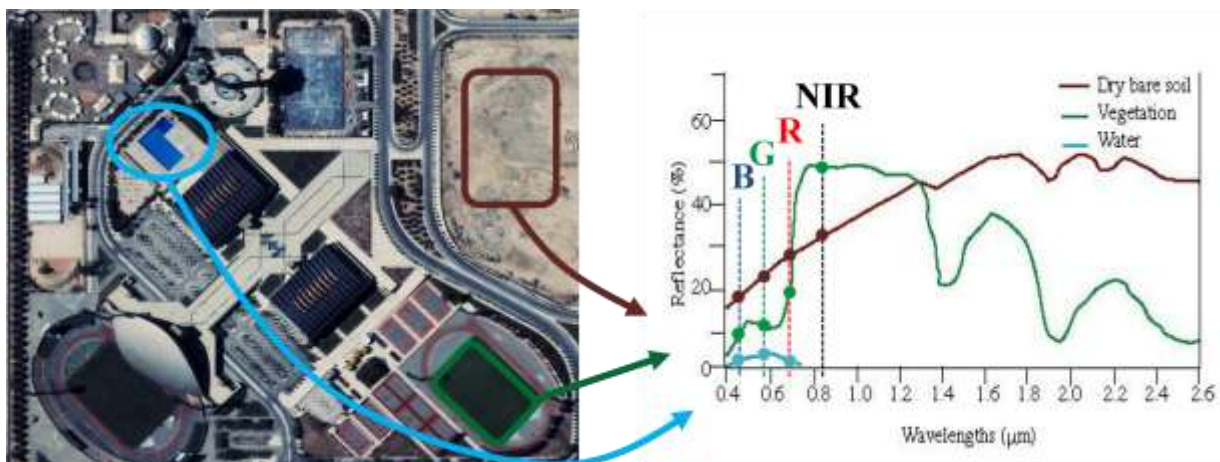 NIR
R
G
B
Dry bare soil
Vegetation
Water
Reflectance (%)
60
40
20
0
0.4 0.6 0.8 1.0 1.2 1.4 1.6 1.8 2.0 2.2 2.4 2.6
Wavelengths (μm)